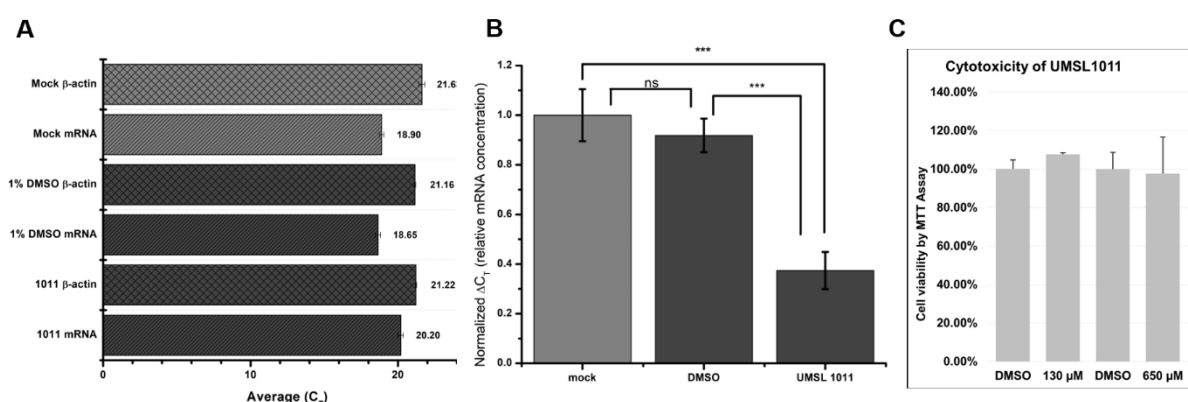 A
Mock β-actin
21.6
Mock mRNA
18.90
1% DMSO β-actin
21.16
1% DMSO mRNA
18.65
1011 β-actin
21.22
1011 mRNA
20.20
0 10 20
Average (C
B
Normalized ΔCT (relative mRNA concentration)
1.2
1.0
0.8
0.6
0.4
0.2
0.0
***
ns
***
mock DMSO UMSL 1011
C
Cytotoxicity of UMSL1011
Cell viability by MTT Assay
140.00%
120.00%
100.00%
80.00%
60.00%
40.00%
20.00%
0.00%
DMSO 130 µM DMSO 650 µM